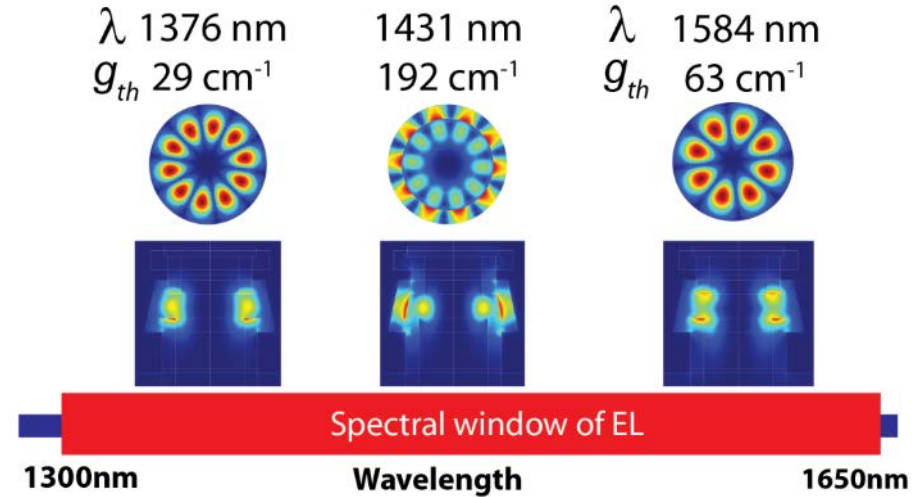 λ 1376 nm 1431 nm λ 1584 nm
g_th 29 cm⁻¹ 192 cm⁻¹ g_th 63 cm⁻¹
Spectral window of EL
1300nm Wavelength 1650nm